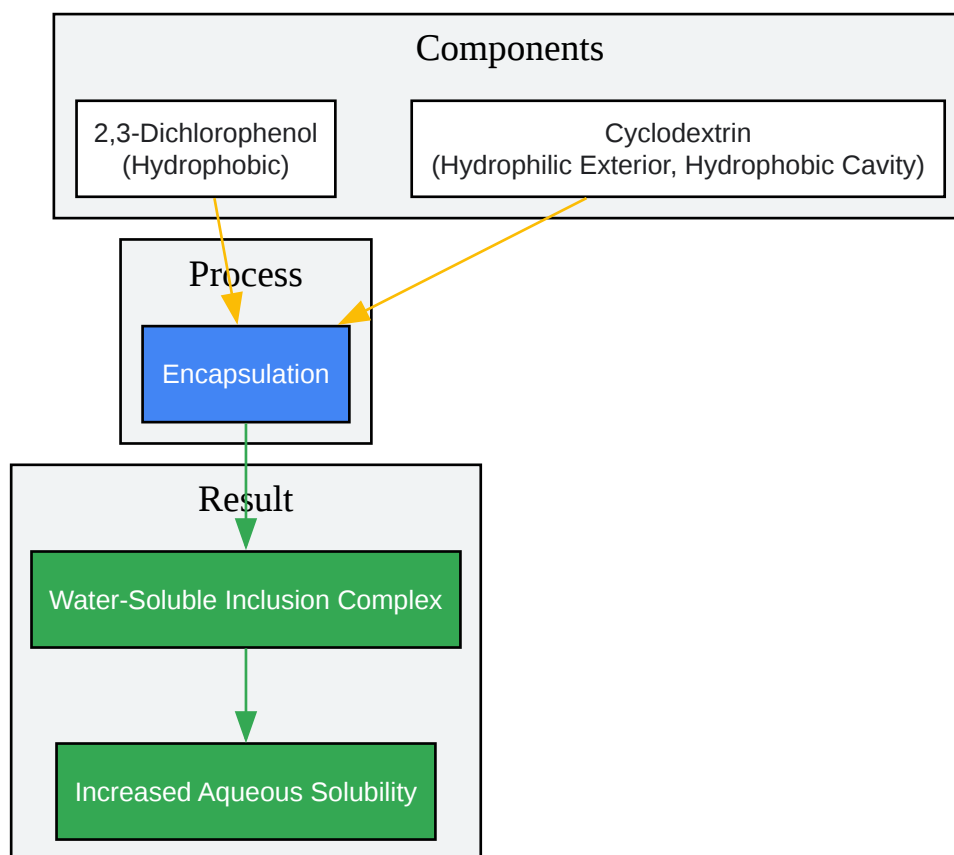 Components
2,3-Dichlorophenol
(Hydrophobic)
Cyclodextrin
(Hydrophilic Exterior, Hydrophobic Cavity)
Process
Encapsulation
Result
Water-Soluble Inclusion Complex
Increased Aqueous Solubility